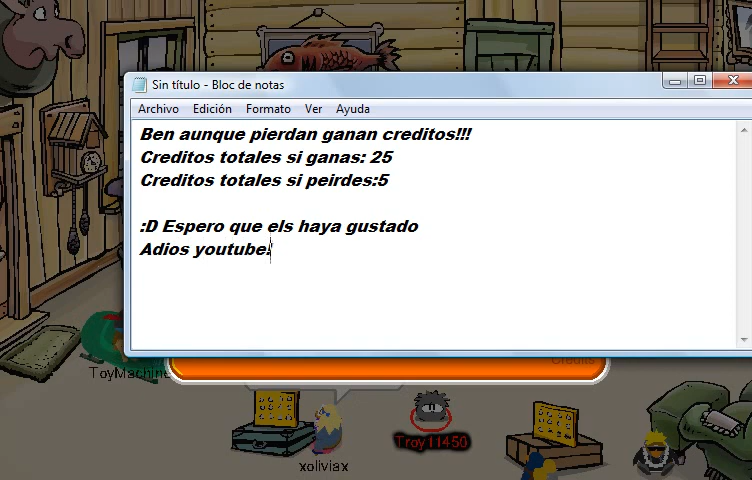 Sin título - Bloc de notas
Archivo Edición Formato Ver Ayuda
Ben aunque pierdan ganan creditos!!!
Creditos totales si ganas: 25
Creditos totales si peirdes:5
:D Espero que els haya gustado
Adios youtube!
Credits
ToyMachine
Troy11450
xoliviax